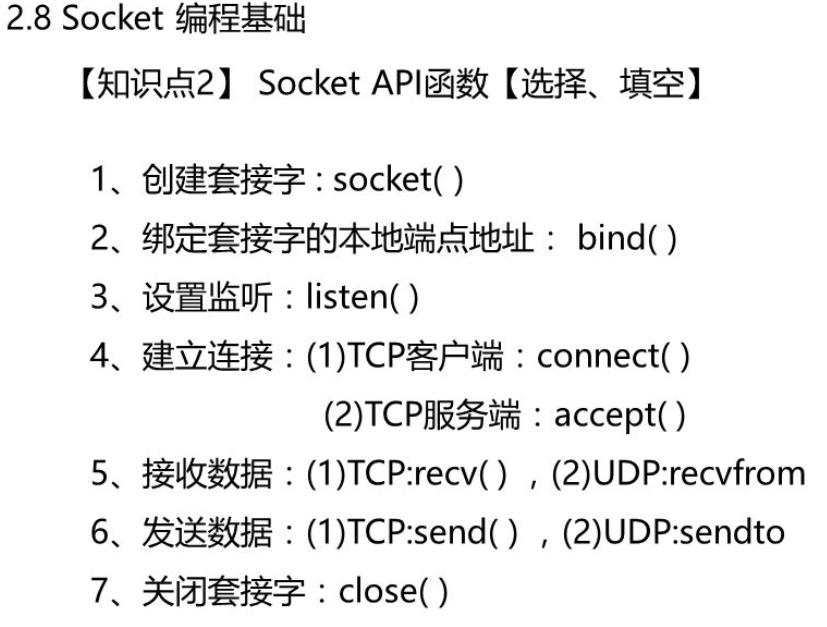 2.8 Socket 编程基础
【知识点2】 Socket API函数【选择、填空】
1、创建套接字：socket( )
2、绑定套接字的本地端点地址： bind( )
3、设置监听：listen( )
4、建立连接：(1)TCP客户端：connect( )
(2)TCP服务端：accept( )
5、接收数据：(1)TCP:recv( ) ，(2)UDP:recvfrom
6、发送数据：(1)TCP:send( ) ，(2)UDP:sendto
7、关闭套接字：close( )